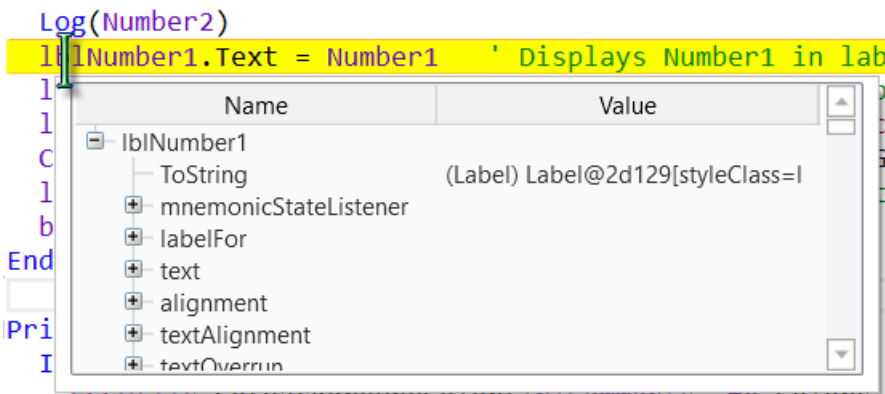 Log(Number2)
lblNumber1.Text = Number1 ' Displays Number1 in lab
Name Value
lblNumber1
ToString (Label) Label@2d129[styleClass=l
mnemonicStateListener
labelFor
text
alignment
textAlignment
textOverrun
l
l
C
l
b
End
Pri
I